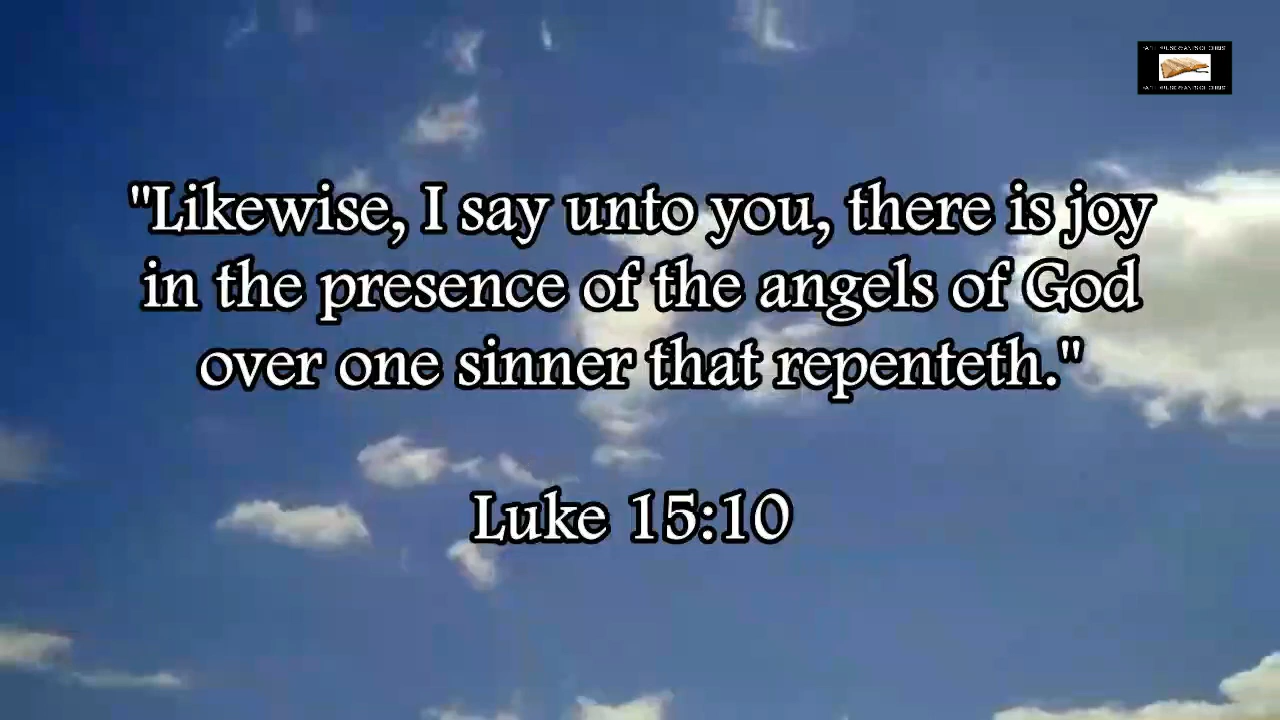 "Likewise, I say unto you, there is joy
in the presence of the angels of God
over one sinner that repenteth."
Luke 15:10